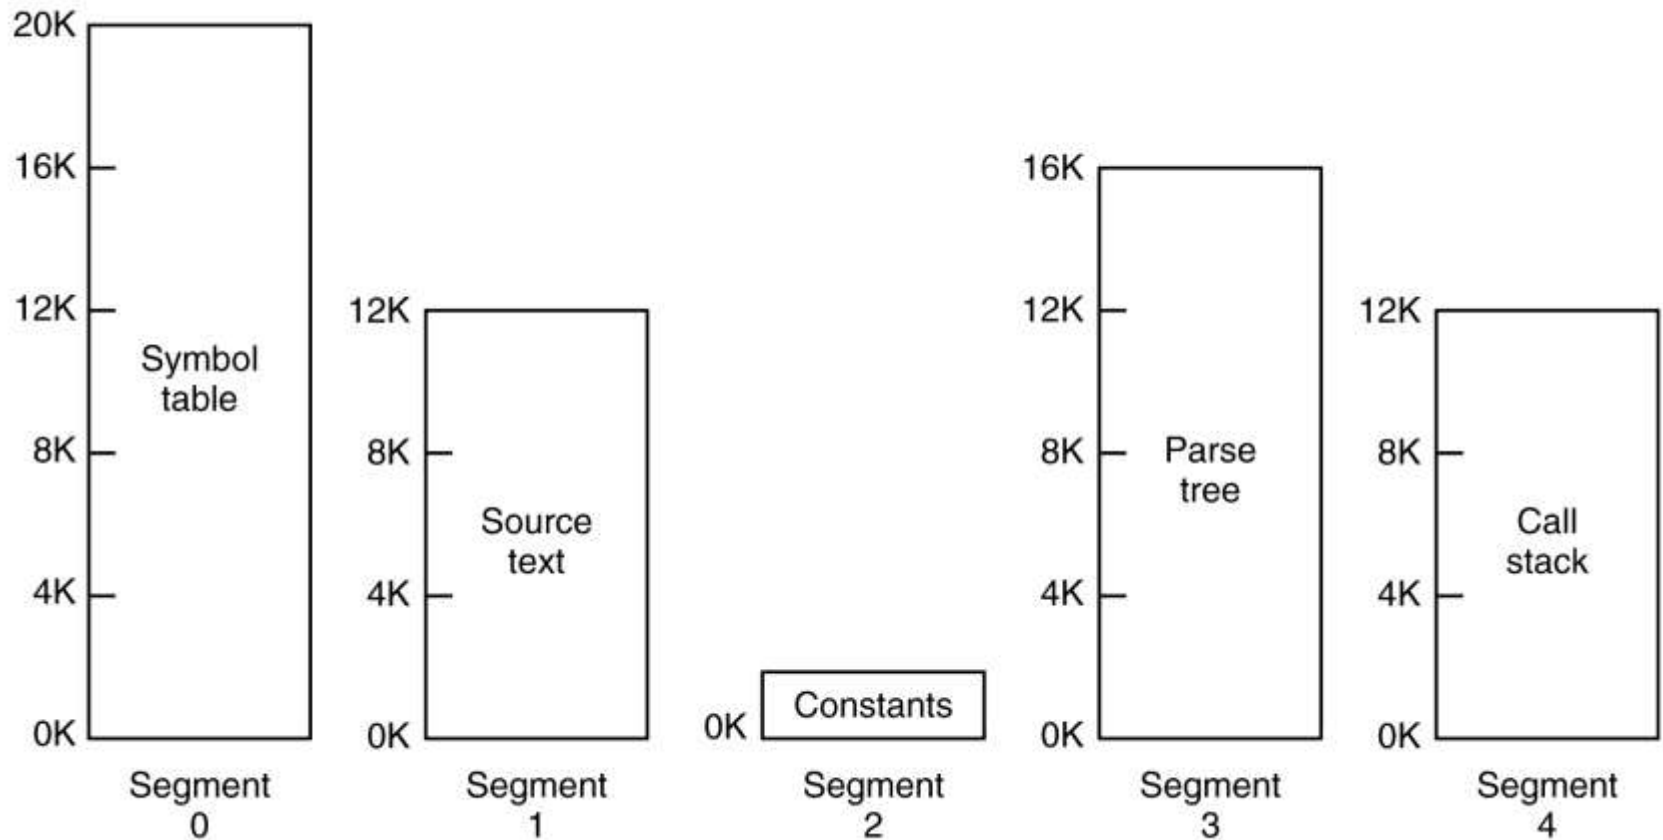 20K
16K
12K
8K
4K
0K
Symbol
table
Segment
0
12K
8K
4K
0K
Source
text
Segment
1
0K
Constants
Segment
2
16K
12K
8K
4K
0K
Parse
tree
Segment
3
12K
8K
4K
0K
Call
stack
Segment
4